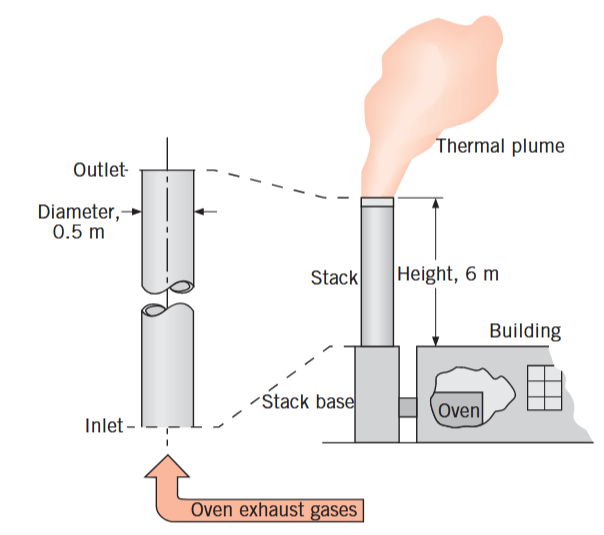 Thermal plume
Outlet
Diameter,
0.5 m
Stack
Height, 6 m
Building
Stack base
Oven
Inlet
Oven exhaust gases